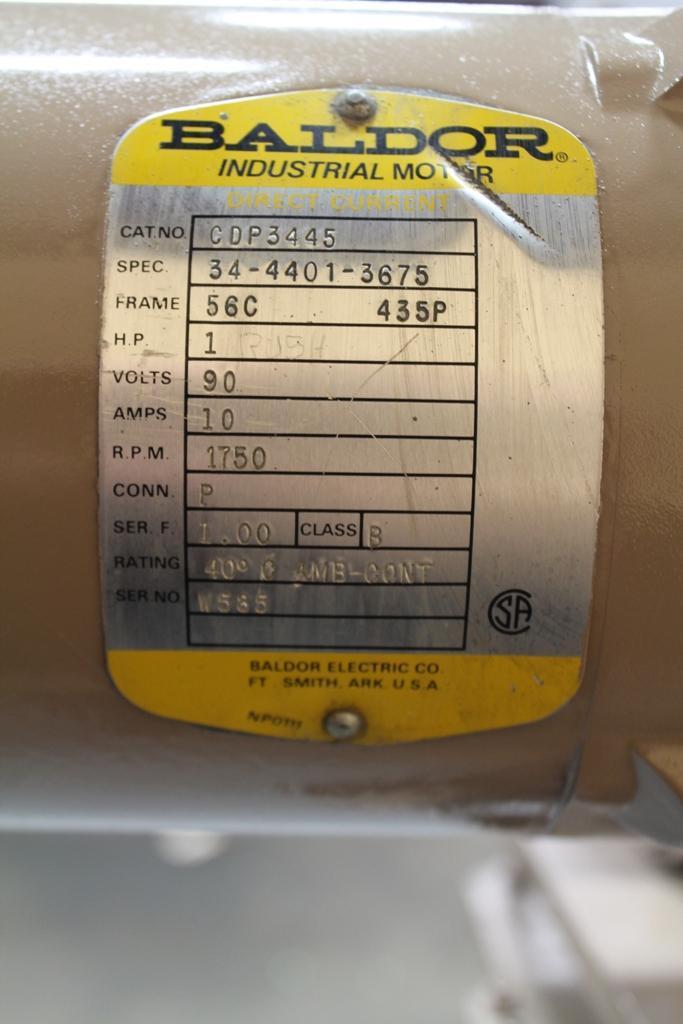 BALDOR®
INDUSTRIAL MOTOR
DIRECT CURRENT
CAT.NO. CDP3445
SPEC. 34-4401-3675
FRAME 56C 435P
H.P. 1
VOLTS 90
AMPS 10
R.P.M. 1750
CONN. P
SER. F. 1.00 CLASS B
RATING 40° C AMB-CONT
SER.NO. W585
SA
BALDOR ELECTRIC CO.
FT. SMITH, ARK. U.S.A.